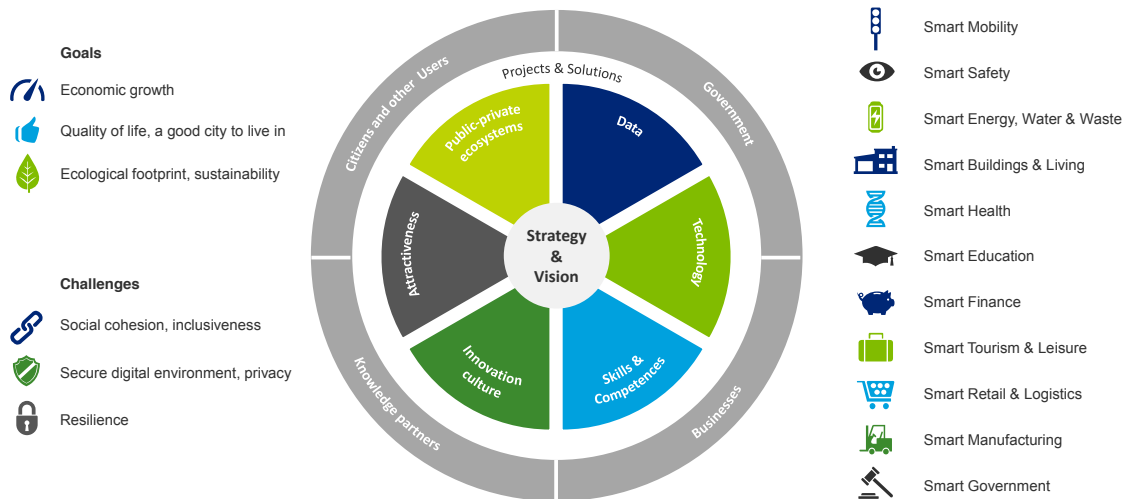 Goals
Economic growth
Quality of life, a good city to live in
Ecological footprint, sustainability
Challenges
Social cohesion, inclusiveness
Secure digital environment, privacy
Resilience
Citizens and other Users
Government
Businesses
Knowledge partners
Projects & Solutions
Public-private
ecosystems
Data
Technology
Skills &
Competences
Innovation
culture
Attractiveness
Strategy
&
Vision
Smart Mobility
Smart Safety
Smart Energy, Water & Waste
Smart Buildings & Living
Smart Health
Smart Education
Smart Finance
Smart Tourism & Leisure
Smart Retail & Logistics
Smart Manufacturing
Smart Government